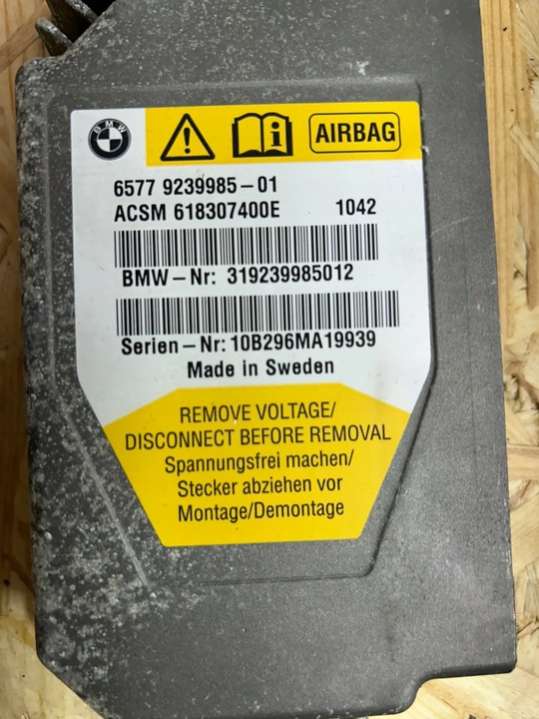 BMW
AIRBAG
6577 9239985-01
ACSM 618307400E 1042
BMW-Nr: 319239985012
Serien-Nr: 10B296MA19939
Made in Sweden
REMOVE VOLTAGE/
DISCONNECT BEFORE REMOVAL
Spannungsfrei machen/
Stecker abziehen vor
Montage/Demontage